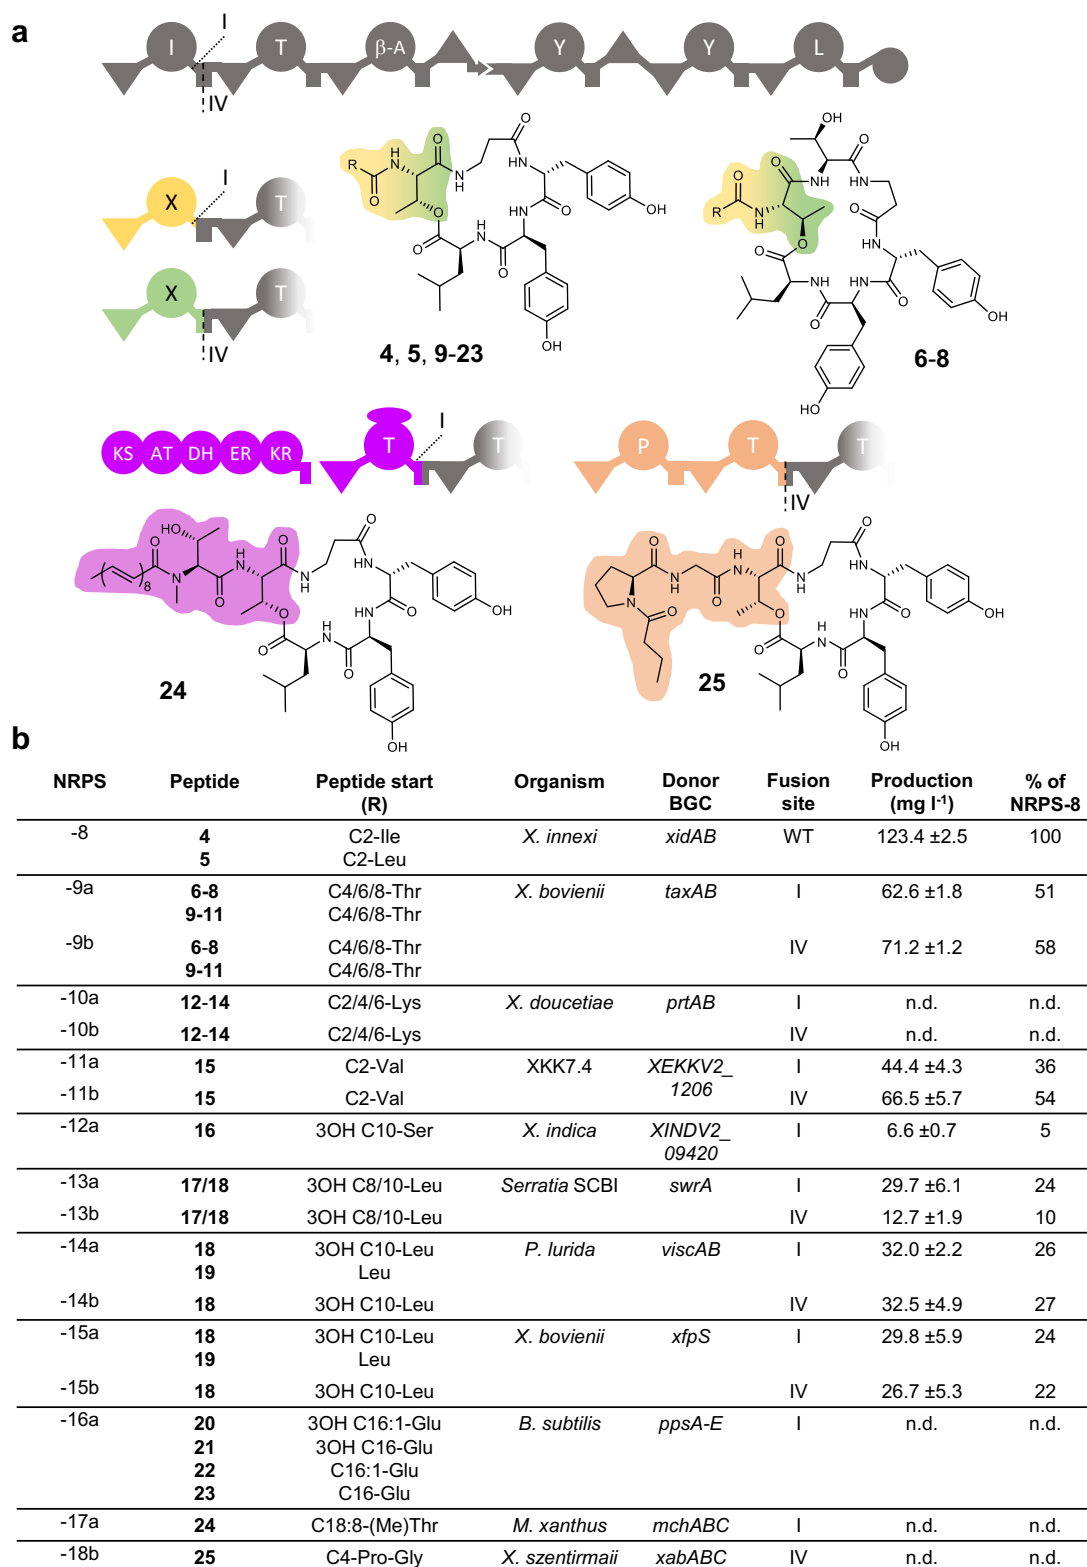 a
I
I T β-A Y Y L
IV
X I T
X T
IV
4, 5, 9-23
6-8
KS AT DH ER KR T I T
P T T
IV
24
25
b
NRPS Peptide Peptide start (R) Organism Donor BGC Fusion site Production (mg l-1) % of NRPS-8
-8 4 C2-Ile X. innexi xidAB WT 123.4 ±2.5 100
5 C2-Leu
-9a 6-8 C4/6/8-Thr X. bovienii taxAB I 62.6 ±1.8 51
9-11 C4/6/8-Thr
-9b 6-8 C4/6/8-Thr IV 71.2 ±1.2 58
9-11 C4/6/8-Thr
-10a 12-14 C2/4/6-Lys X. doucetiae prtAB I n.d. n.d.
-10b 12-14 C2/4/6-Lys IV n.d. n.d.
-11a 15 C2-Val XKK7.4 XEKKV2_1206 I 44.4 ±4.3 36
-11b 15 C2-Val IV 66.5 ±5.7 54
-12a 16 3OH C10-Ser X. indica XINDV2_09420 I 6.6 ±0.7 5
-13a 17/18 3OH C8/10-Leu Serratia SCBI swrA I 29.7 ±6.1 24
-13b 17/18 3OH C8/10-Leu IV 12.7 ±1.9 10
-14a 18 3OH C10-Leu P. lurida viscAB I 32.0 ±2.2 26
19 Leu
-14b 18 3OH C10-Leu IV 32.5 ±4.9 27
-15a 18 3OH C10-Leu X. bovienii xfpS I 29.8 ±5.9 24
19 Leu
-15b 18 3OH C10-Leu IV 26.7 ±5.3 22
-16a 20 3OH C16:1-Glu B. subtilis ppsA-E I n.d. n.d.
21 3OH C16-Glu
22 C16:1-Glu
23 C16-Glu
-17a 24 C18:8-(Me)Thr M. xanthus mchABC I n.d. n.d.
-18b 25 C4-Pro-Gly X. szentirmaii xabABC IV n.d. n.d.